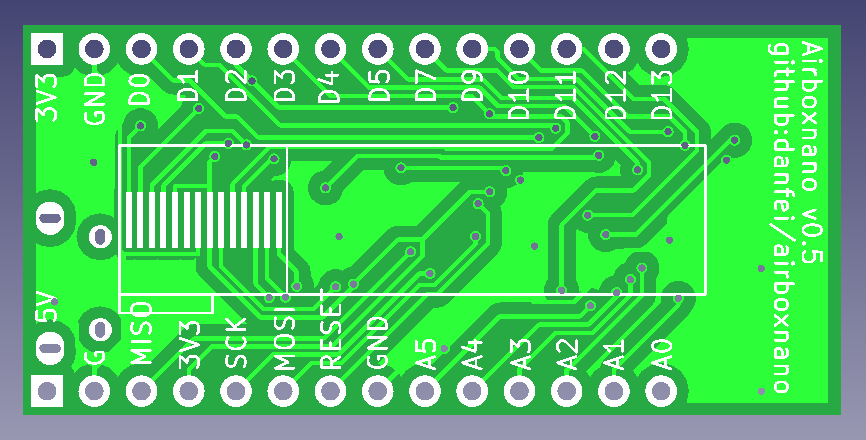 3V3
GND
D0
D1
D2
D3
D4
D5
D7
D9
D10
D11
D12
D13
Airboxnano v0.5
github:danfei/airboxnano
5V
G
MISO
3V3
SCK
MOSI
RESET
GND
A5
A4
A3
A2
A1
A0